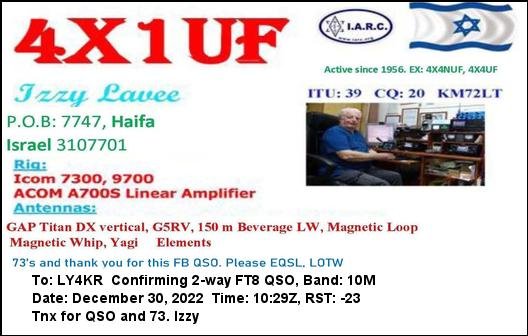 4X1UF
I.A.R.C.
www.iarc.org
Active since 1956. EX: 4X4NUF, 4X4UF
Izzy Lavee
ITU: 39 CQ: 20 KM72LT
P.O.B: 7747, Haifa
Israel 3107701
Rig:
Icom 7300, 9700
ACOM A700S Linear Amplifier
Antennas:
GAP Titan DX vertical, G5RV, 150 m Beverage LW, Magnetic Loop
Magnetic Whip, Yagi Elements
73's and thank you for this FB QSO. Please EQSL, LOTW
To: LY4KR Confirming 2-way FT8 QSO, Band: 10M
Date: December 30, 2022 Time: 10:29Z, RST: -23
Tnx for QSO and 73. Izzy